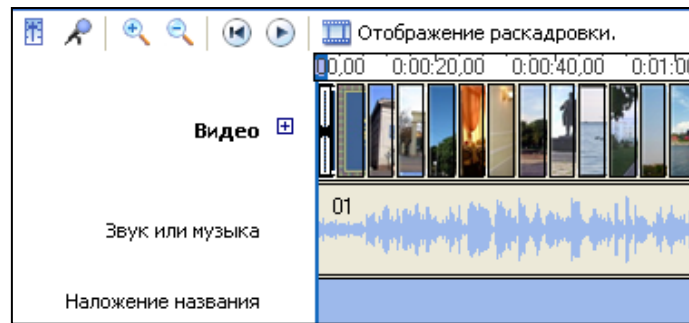 Отображение раскадровки.
00,00 0:00:20,00 0:00:40,00 0:01:0
Видео
01
Звук или музыка
Наложение названия